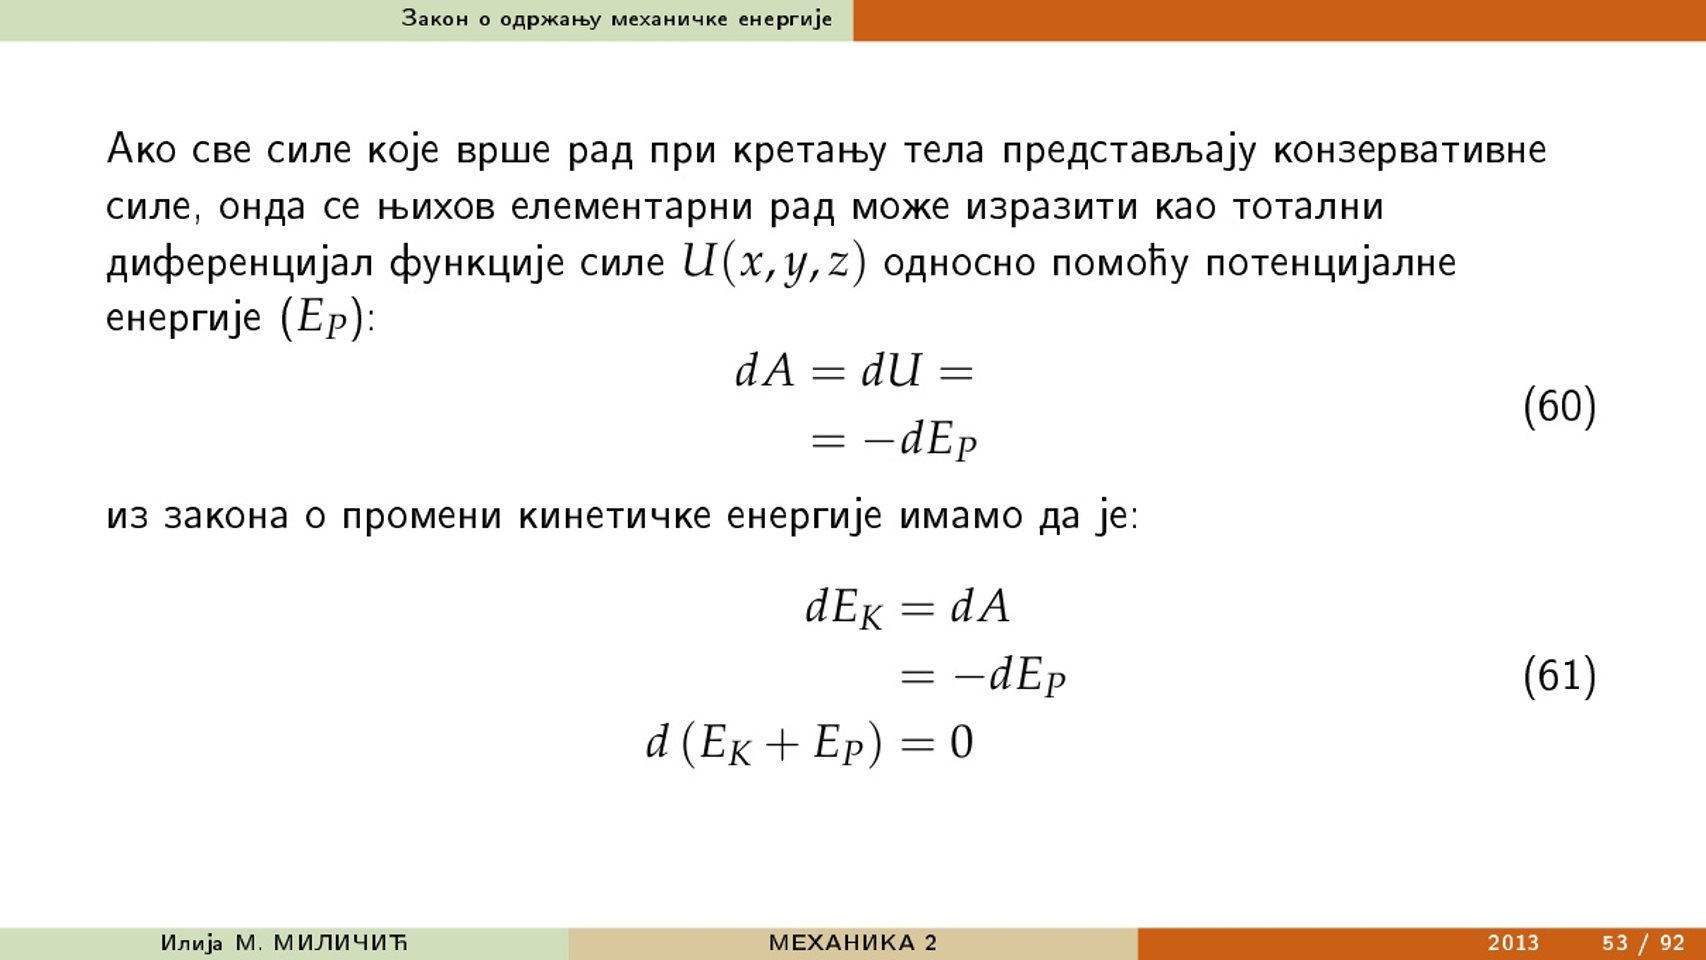 Закон о одржању механичке енергије
Ако све силе које врше рад при кретању тела представљају конзервативне
силе, онда се њихов елементарни рад може изразити као тотални
диференцијал функције силе U(x, y, z) односно помоћу потенцијалне
енергије (E_P):
dA = dU =
= −dE_P
(60)
из закона о промени кинетичке енергије имамо да је:
dE_K = dA
= −dE_P
(61)
d (E_K + E_P) = 0
Илија М. МИЛИЧИЋ МЕХАНИКА 2 2013 53 / 92